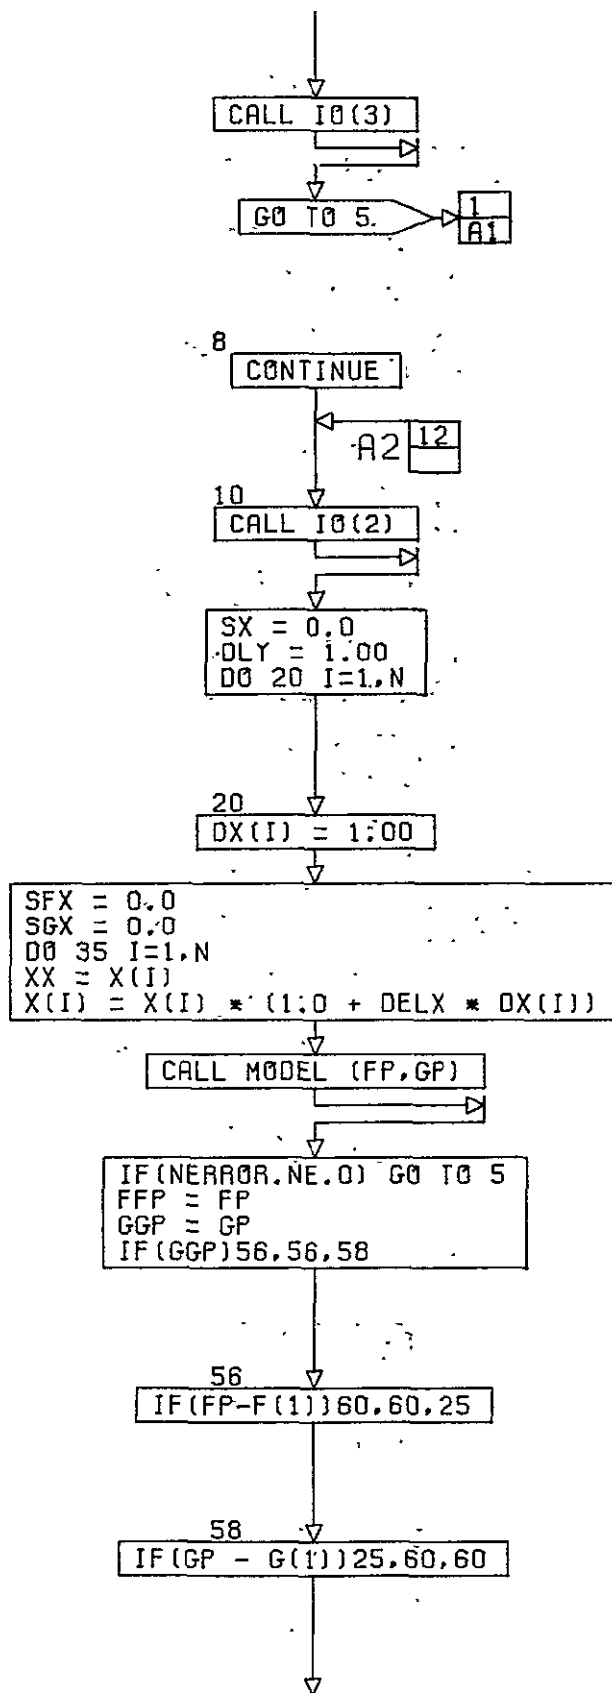 CALL IO(3)
GO TO 5
1
A1
8
CONTINUE
A2
12
10
CALL IO(2)
SX = 0.0
DLY = 1.00
DO 20 I=1,N
20
DX(I) = 1.00
SFX = 0.0
SGX = 0.0
DO 35 I=1,N
XX = X(I)
X(I) = X(I) * (1.0 + DELX * DX(I))
CALL MODEL (FP,GP)
IF(NERROR.NE.0) GO TO 5
FFP = FP
GGP = GP
IF(GGP)56,56,58
56
IF(FP-F(1))60,60,25
58
IF(GP - G(1))25,60,60